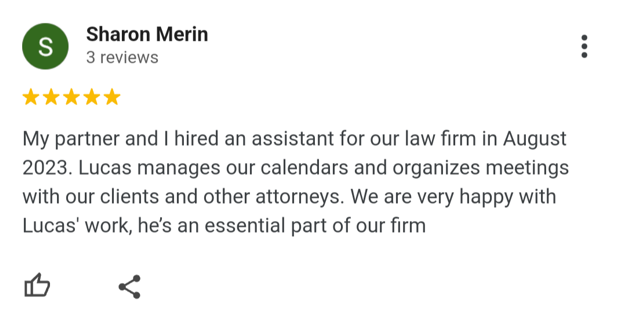 S
Sharon Merin
3 reviews
My partner and I hired an assistant for our law firm in August
2023. Lucas manages our calendars and organizes meetings
with our clients and other attorneys. We are very happy with
Lucas' work, he’s an essential part of our firm